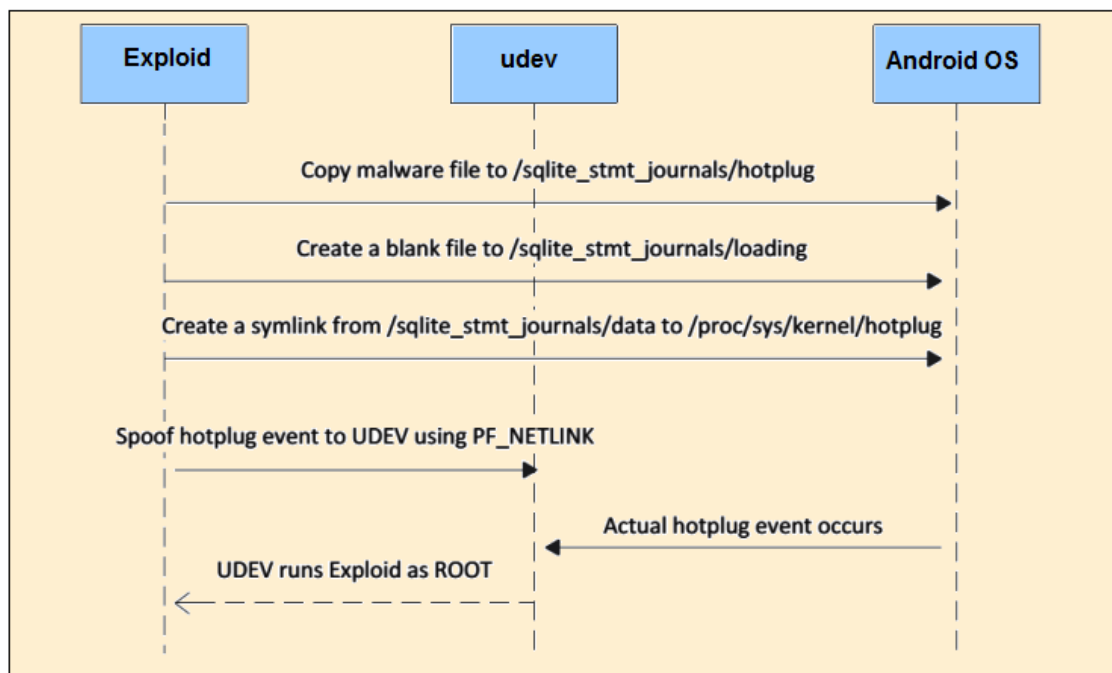 Exploid
udev
Android OS
Copy malware file to /sqlite_stmt_journals/hotplug
Create a blank file to /sqlite_stmt_journals/loading
Create a symlink from /sqlite_stmt_journals/data to /proc/sys/kernel/hotplug
Spoof hotplug event to UDEV using PF_NETLINK
Actual hotplug event occurs
UDEV runs Exploid as ROOT